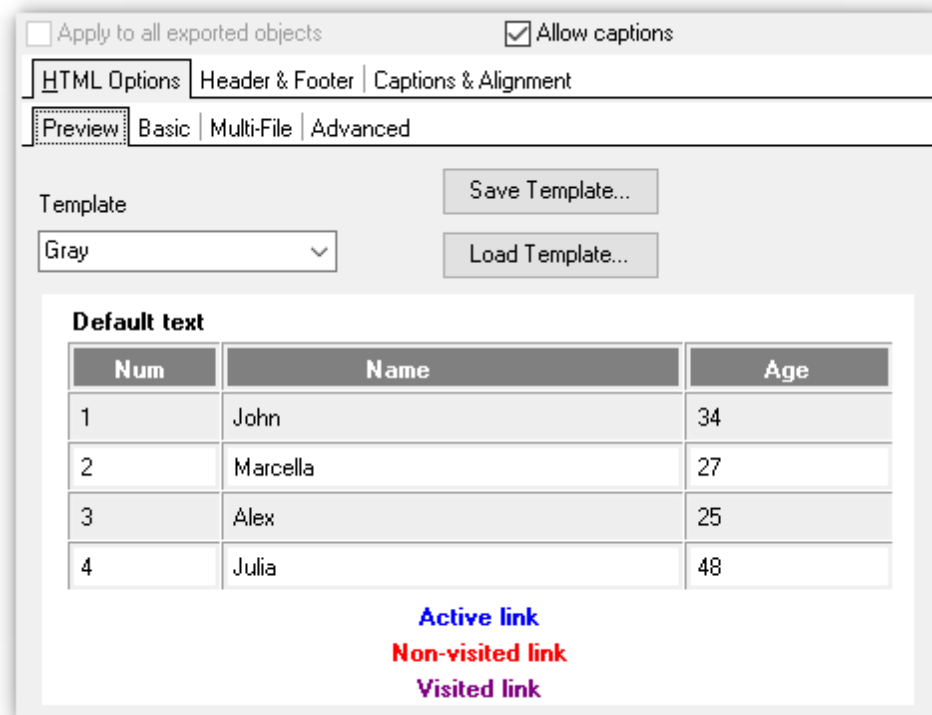 Apply to all exported objects Allow captions
HTML Options Header & Footer Captions & Alignment
Preview Basic Multi-File Advanced
Save Template...
Template
Gray
Load Template...
Default text
Num Name Age
1 John 34
2 Marcella 27
3 Alex 25
4 Julia 48
Active link
Non-visited link
Visited link